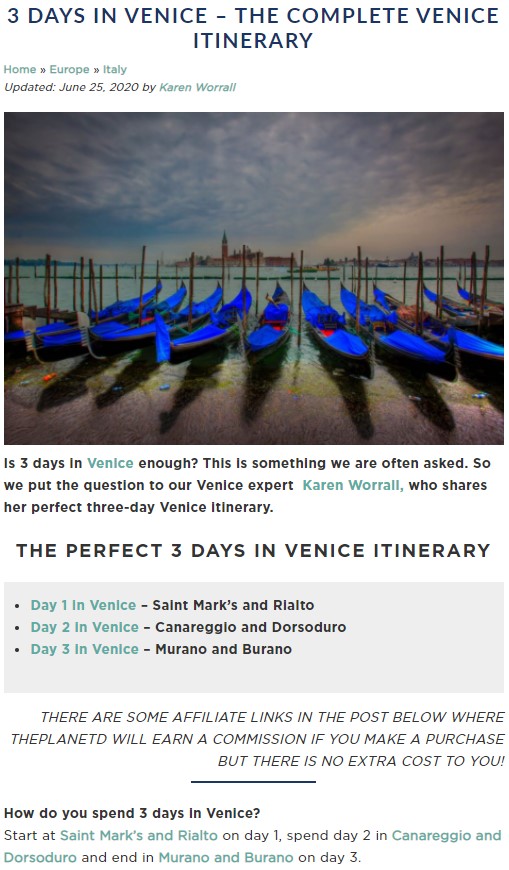 3 DAYS IN VENICE – THE COMPLETE VENICE
ITINERARY
Home » Europe » Italy
Updated: June 25, 2020 by Karen Worrall
Is 3 days in Venice enough? This is something we are often asked. So
we put the question to our Venice expert Karen Worrall, who shares
her perfect three-day Venice itinerary.
THE PERFECT 3 DAYS IN VENICE ITINERARY
• Day 1 in Venice – Saint Mark's and Rialto
• Day 2 in Venice – Canareggio and Dorsoduro
• Day 3 in Venice – Murano and Burano
THERE ARE SOME AFFILIATE LINKS IN THE POST BELOW WHERE
THEPLANETD WILL EARN A COMMISSION IF YOU MAKE A PURCHASE
BUT THERE IS NO EXTRA COST TO YOU!
How do you spend 3 days in Venice?
Start at Saint Mark's and Rialto on day 1, spend day 2 in Canareggio and
Dorsoduro and end in Murano and Burano on day 3.